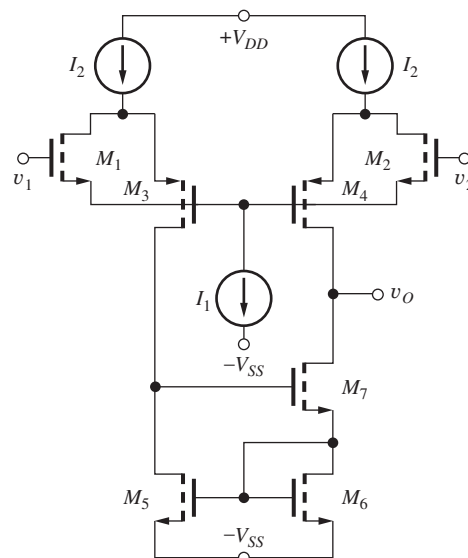 +V_DD
I_2
I_2
M_1
M_2
v_1
M_3
M_4
v_2
I_1
v_O
−V_SS
M_7
M_5
M_6
−V_SS